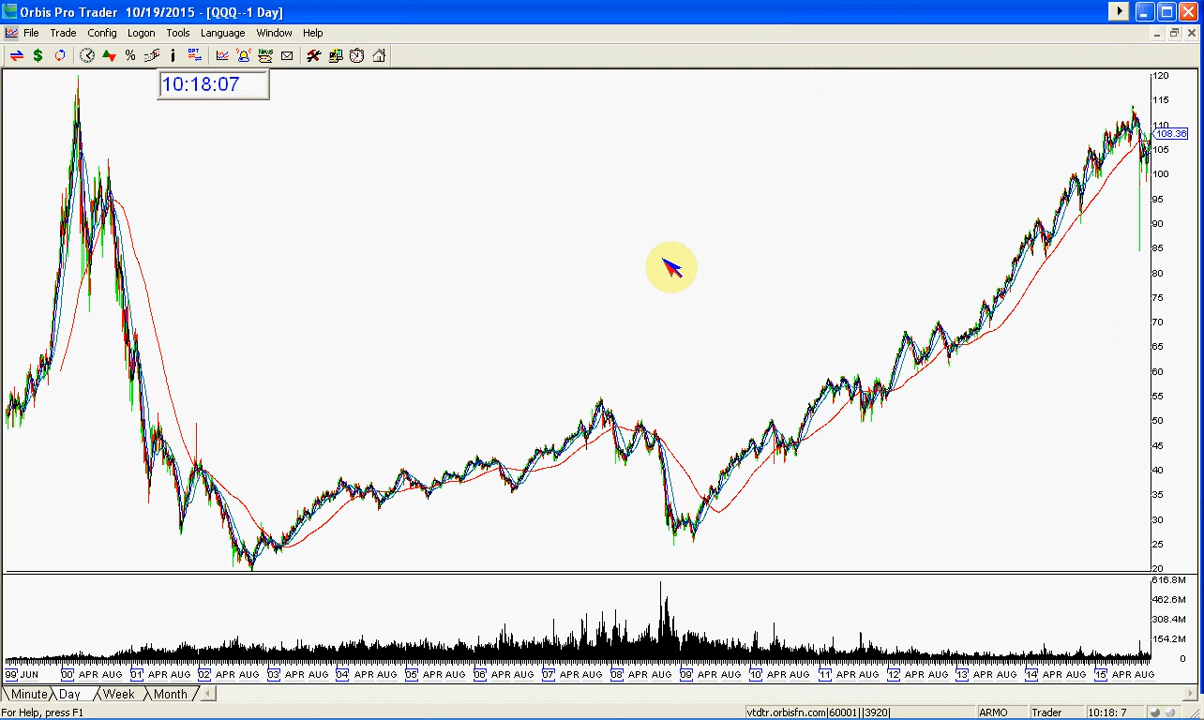 Orbis Pro Trader 10/19/2015 - [QQQ--1 Day]
File Trade Config Logon Tools Language Window Help
10:18:07
120
115
110
108.36
105
100
95
90
85
80
75
70
65
60
55
50
45
40
35
30
25
20
616.8M
462.6M
308.4M
154.2M
0
99 JUN 00 APR AUG 01 APR AUG 02 APR AUG 03 APR AUG 04 APR AUG 05 APR AUG 06 APR AUG 07 APR AUG 08 APR AUG 09 APR AUG 10 APR AUG 11 APR AUG 12 APR AUG 13 APR AUG 14 APR AUG 15 APR AUG
Minute Day Week Month
For Help, press F1 vtdtr.orbisfn.com|60001||3920| ARMO Trader 10:18: 7